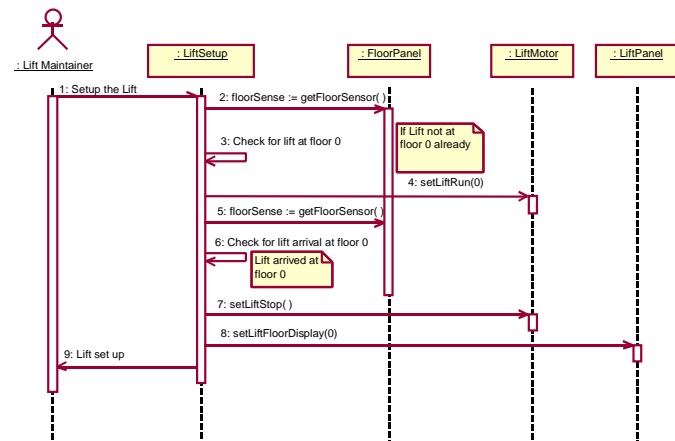 : Lift Maintainer
: LiftSetup
: FloorPanel
: LiftMotor
: LiftPanel
1: Setup the Lift
2: floorSense := getFloorSensor( )
If Lift not at
floor 0 already
3: Check for lift at floor 0
4: setLiftRun(0)
5: floorSense := getFloorSensor( )
6: Check for lift arrival at floor 0
Lift arrived at
floor 0
7: setLiftStop( )
8: setLiftFloorDisplay(0)
9: Lift set up